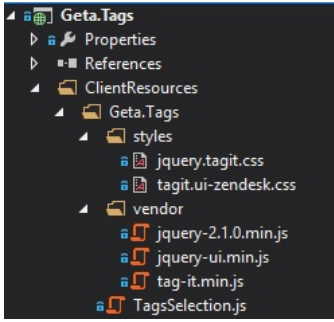 Geta.Tags
Properties
References
ClientResources
Geta.Tags
styles
jquery.tagit.css
tagit.ui-zendesk.css
vendor
jquery-2.1.0.min.js
jquery-ui.min.js
tag-it.min.js
TagsSelection.js